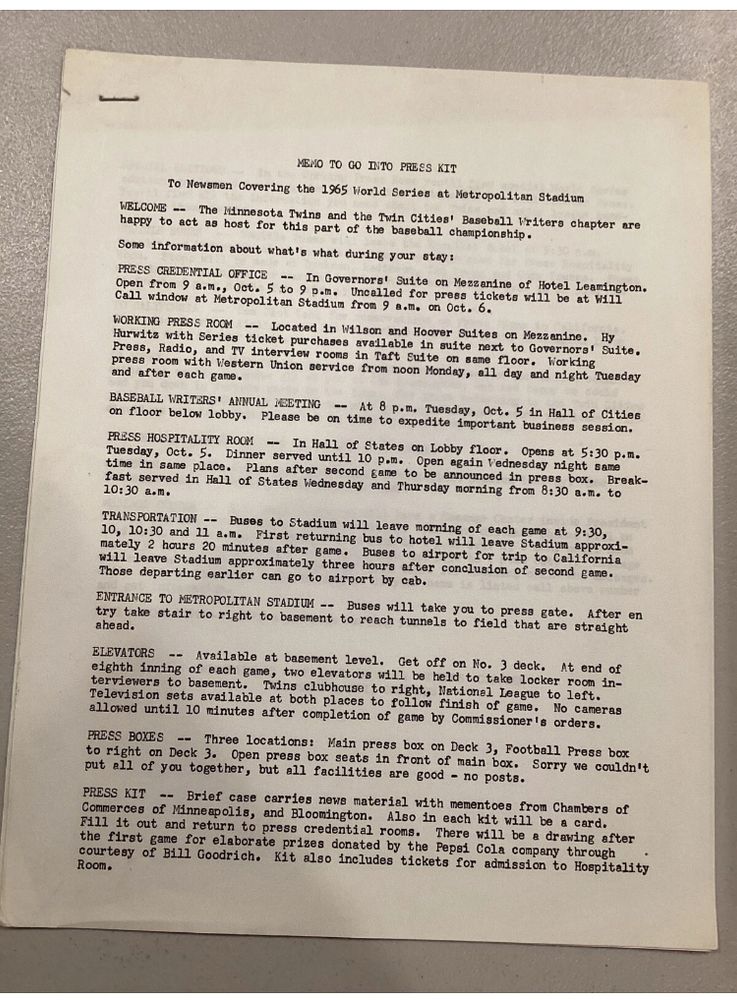 MEMO TO GO INTO PRESS KIT
To Newsmen Covering the 1965 World Series at Metropolitan Stadium
WELCOME -- The Minnesota Twins and the Twin Cities' Baseball Writers chapter are
happy to act as host for this part of the baseball championship.
Some information about what's what during your stay:
PRESS CREDENTIAL OFFICE -- In Governors' Suite on Mezzanine of Hotel Leamington.
Open from 9 a.m., Oct. 5 to 9 p.m. Uncalled for press tickets will be at Will
Call window at Metropolitan Stadium from 9 a.m. on Oct. 6.
WORKING PRESS ROOM -- Located in Wilson and Hoover Suites on Mezzanine. Hy
Hurwitz with Series ticket purchases available in suite next to Governors' Suite.
Press, Radio, and TV interview rooms in Taft Suite on same floor. Working
press room with Western Union service from noon Monday, all day and night Tuesday
and after each game.
BASEBALL WRITERS' ANNUAL MEETING -- At 8 p.m. Tuesday, Oct. 5 in Hall of Cities
on floor below lobby. Please be on time to expedite important business session.
PRESS HOSPITALITY ROOM -- In Hall of States on Lobby floor. Opens at 5:30 p.m.
Tuesday, Oct. 5. Dinner served until 10 p.m. Open again Wednesday night same
time in same place. Plans after second game to be announced in press box. Break-
fast served in Hall of States Wednesday and Thursday morning from 8:30 a.m. to
10:30 a.m.
TRANSPORTATION -- Buses to Stadium will leave morning of each game at 9:30,
10, 10:30 and 11 a.m. First returning bus to hotel will leave Stadium approxi-
mately 2 hours 20 minutes after game. Buses to airport for trip to California
will leave Stadium approximately three hours after conclusion of second game.
Those departing earlier can go to airport by cab.
ENTRANCE TO METROPOLITAN STADIUM -- Buses will take you to press gate. After en
try take stair to right to basement to reach tunnels to field that are straight
ahead.
ELEVATORS -- Available at basement level. Get off on No. 3 deck. At end of
eighth inning of each game, two elevators will be held to take locker room in-
terviewers to basement. Twins clubhouse to right, National League to left.
Television sets available at both places to follow finish of game. No cameras
allowed until 10 minutes after completion of game by Commissioner's orders.
PRESS BOXES -- Three locations: Main press box on Deck 3, Football Press box
to right on Deck 3. Open press box seats in front of main box. Sorry we couldn't
put all of you together, but all facilities are good - no posts.
PRESS KIT -- Brief case carries news material with mementoes from Chambers of
Commerces of Minneapolis, and Bloomington. Also in each kit will be a card.
Fill it out and return to press credential rooms. There will be a drawing after
the first game for elaborate prizes donated by the Pepsi Cola company through
courtesy of Bill Goodrich. Kit also includes tickets for admission to Hospitality
Room.